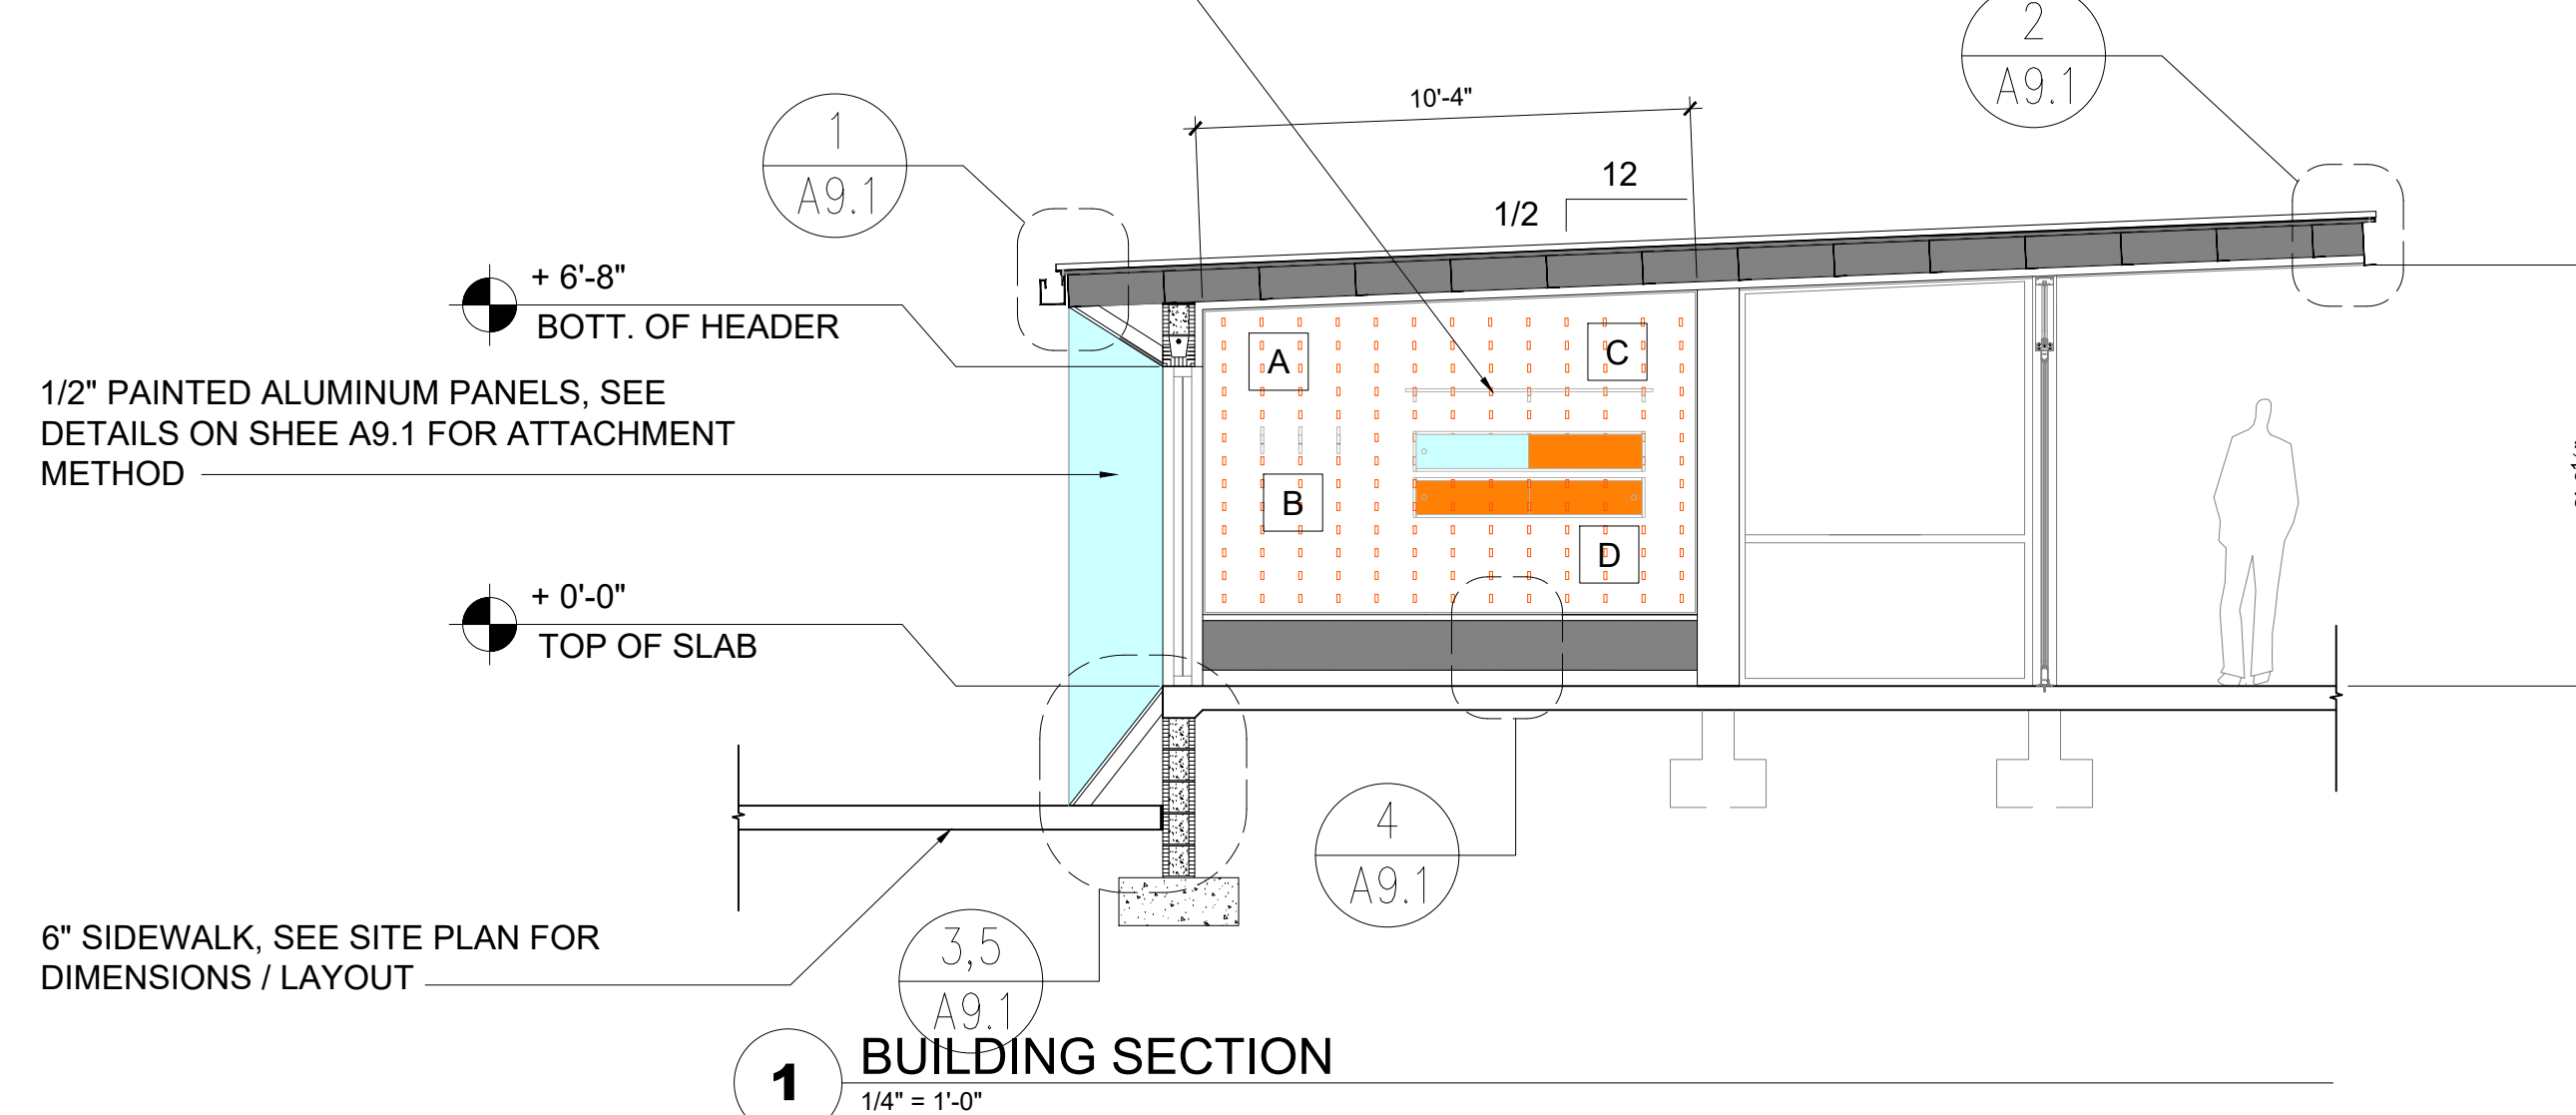 2
A9.1
10'-4"
1
A9.1
12
1/2
+ 6'-8"
BOTT. OF HEADER
A
C
1/2" PAINTED ALUMINUM PANELS, SEE
DETAILS ON SHEE A9.1 FOR ATTACHMENT
METHOD
B
D
+ 0'-0"
TOP OF SLAB
4
A9.1
6" SIDEWALK, SEE SITE PLAN FOR
DIMENSIONS / LAYOUT
3,5
A9.1
1
BUILDING SECTION
1/4" = 1'-0"